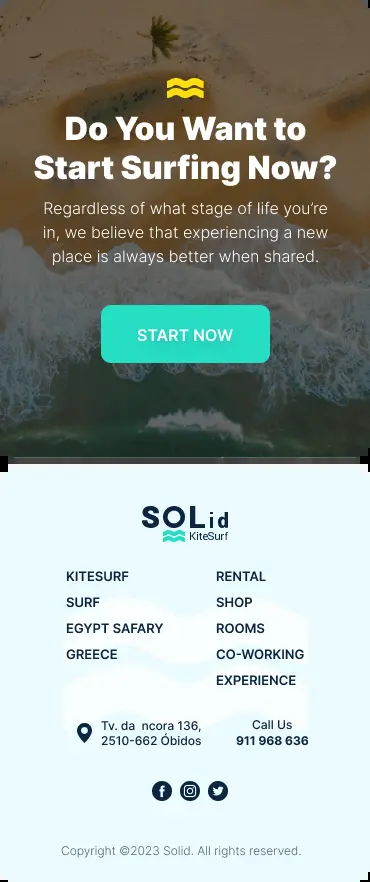 Do You Want to
Start Surfing Now?
Regardless of what stage of life you're
in, we believe that experiencing a new
place is always better when shared.
START NOW
SOLid
KiteSurf
KITESURF
RENTAL
SURF
SHOP
EGYPT SAFARY
ROOMS
GREECE
CO-WORKING
EXPERIENCE
Tv. da  ncora 136,
2510-662 Óbidos
Call Us
911 968 636
Copyright ©2023 Solid. All rights reserved.